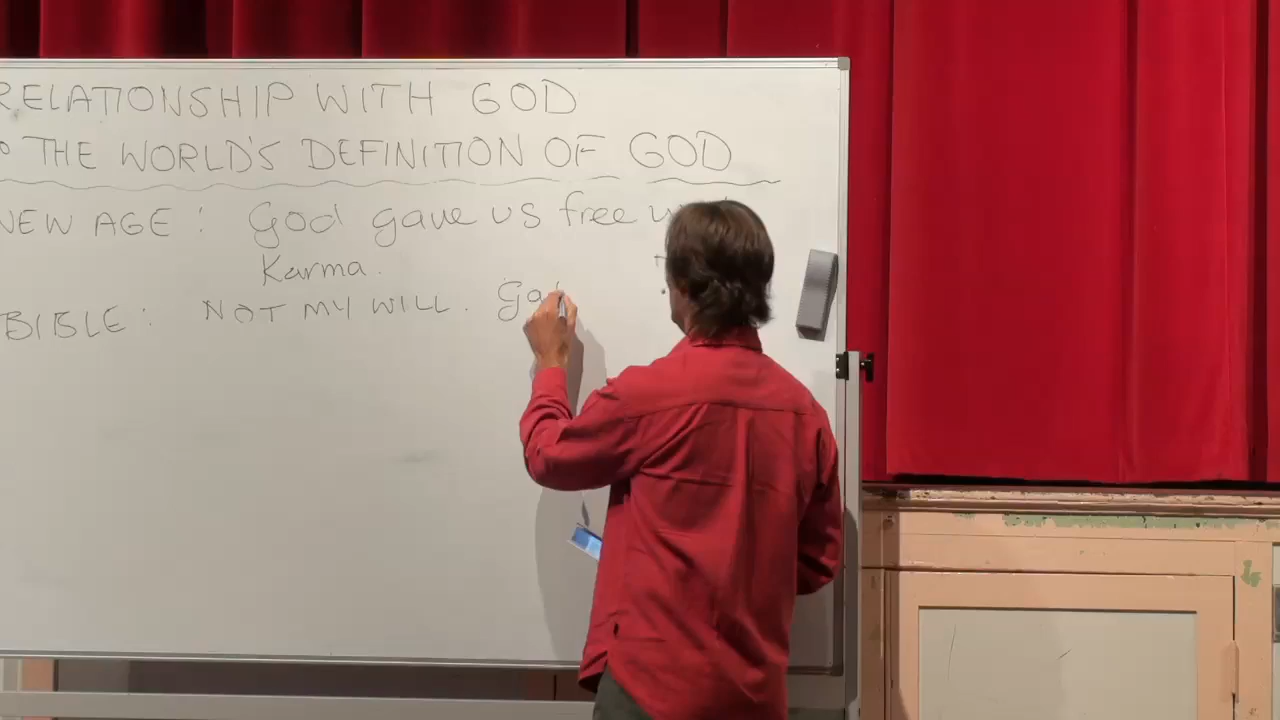 RELATIONSHIP WITH GOD
THE WORLD'S DEFINITION OF GOD
NEW AGE : God gave us free
Karma.
BIBLE : NOT MY WILL.